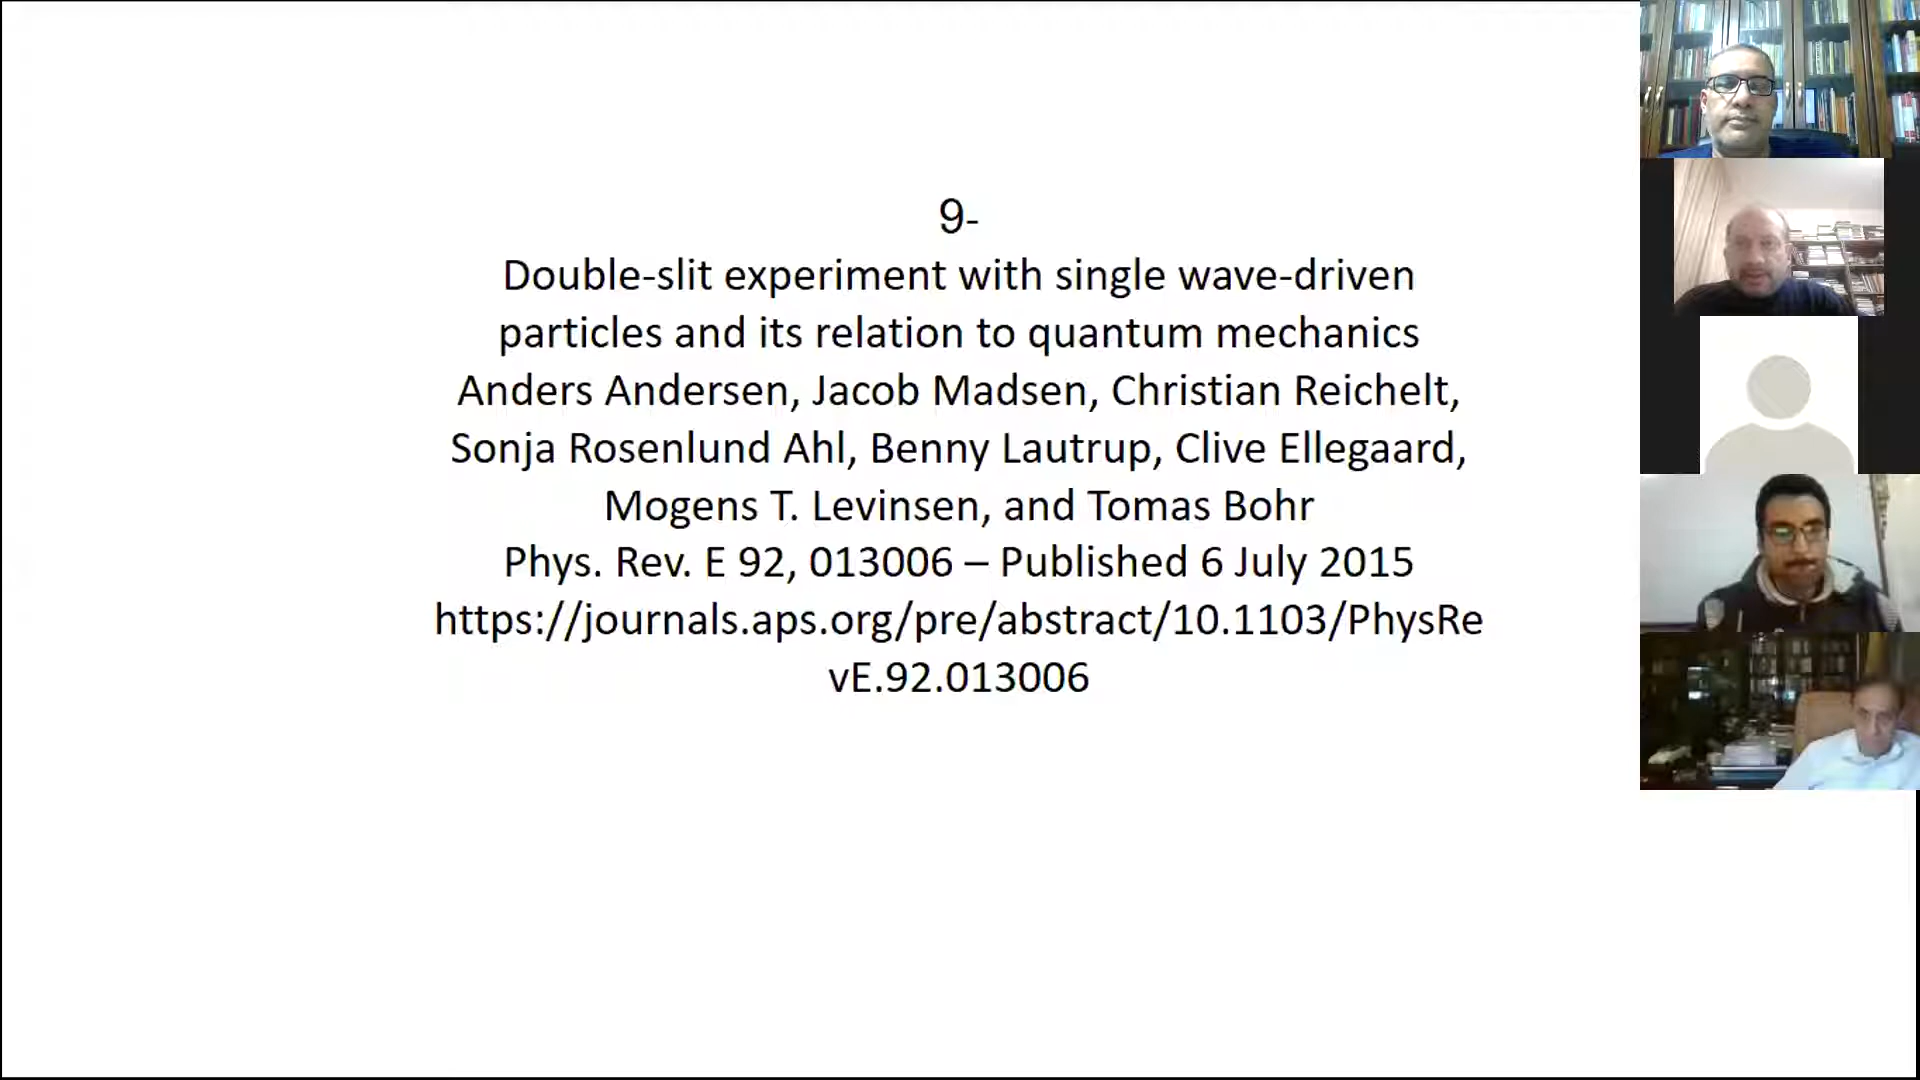 9-
Double-slit experiment with single wave-driven
particles and its relation to quantum mechanics
Anders Andersen, Jacob Madsen, Christian Reichelt,
Sonja Rosenlund Ahl, Benny Lautrup, Clive Ellegaard,
Mogens T. Levinsen, and Tomas Bohr
Phys. Rev. E 92, 013006 – Published 6 July 2015
https://journals.aps.org/pre/abstract/10.1103/PhysRe
vE.92.013006